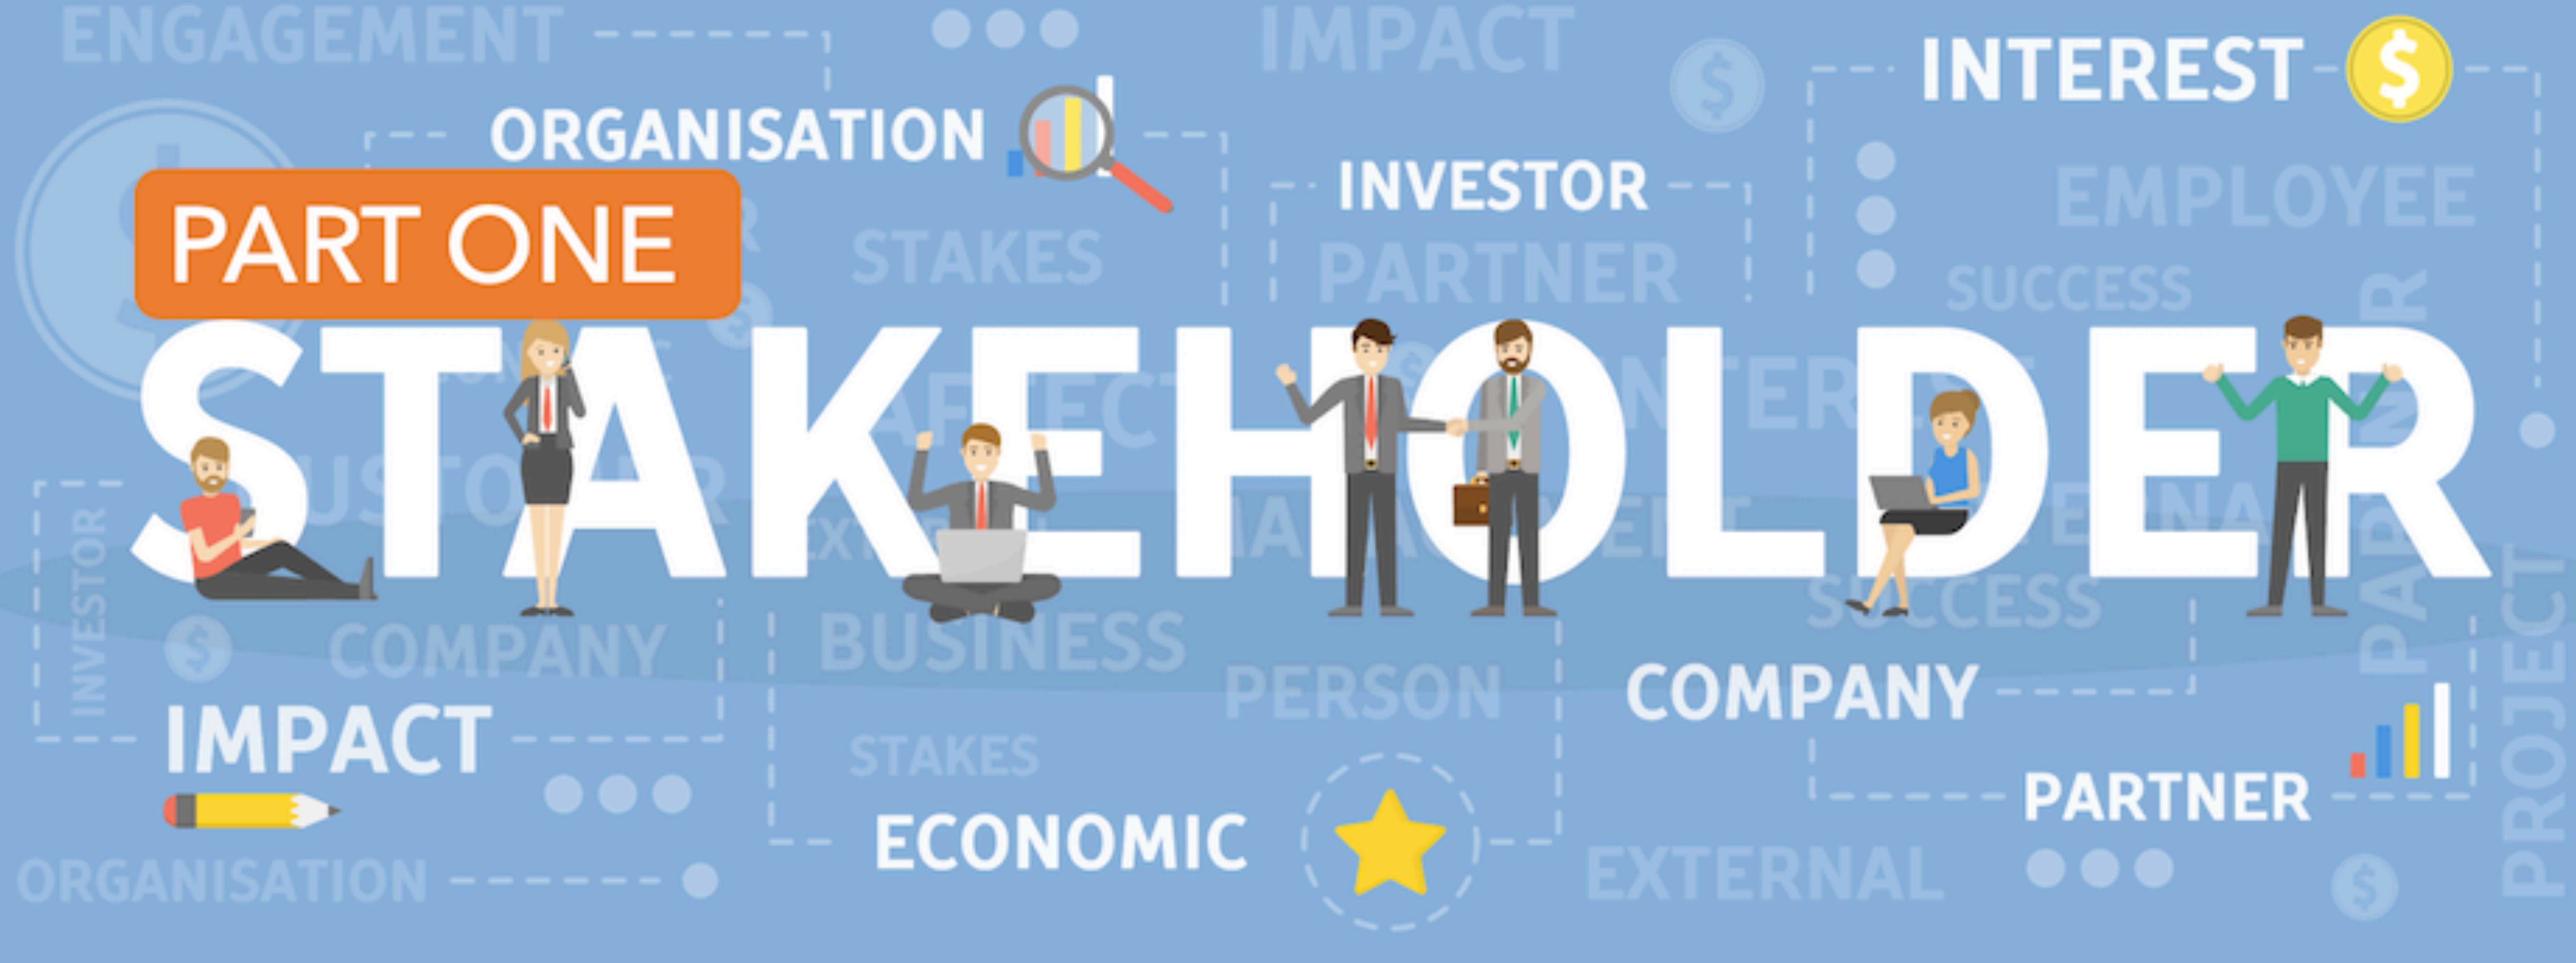 ENGAGEMENT
IMPACT
INTEREST
$
$
ORGANISATION
INVESTOR
EMPLOYEE
PART ONE
STAKES
PARTNER
SUCCESS
STAKEHOLDER
INVESTOR
COMPANY
BUSINESS
SUCCESS
PERSON
COMPANY
PARTNER
PROJECT
$
IMPACT
STAKES
PARTNER
ECONOMIC
ORGANISATION
EXTERNAL
$